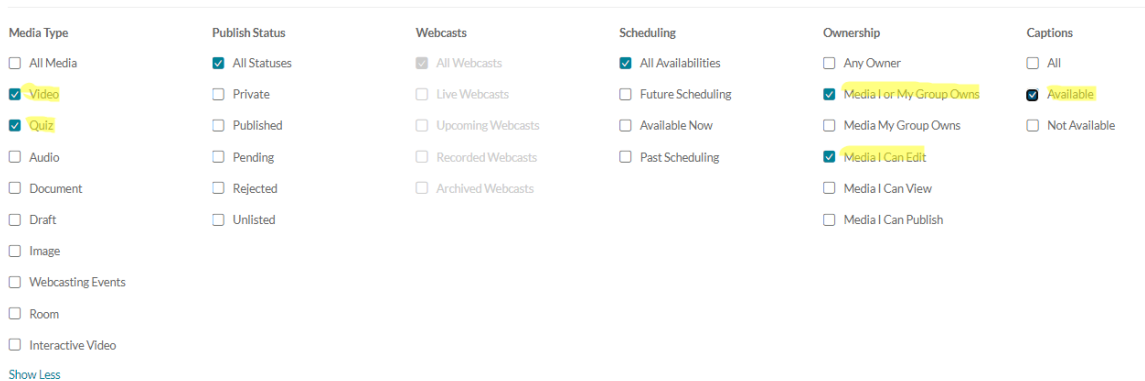 Media Type
All Media
Video
Quiz
Audio
Document
Draft
Image
Webcasting Events
Room
Interactive Video
Show Less
Publish Status
All Statuses
Private
Published
Pending
Rejected
Unlisted
Webcasts
All Webcasts
Live Webcasts
Upcoming Webcasts
Recorded Webcasts
Archived Webcasts
Scheduling
All Availabilities
Future Scheduling
Available Now
Past Scheduling
Ownership
Any Owner
Media I or My Group Owns
Media My Group Owns
Media I Can Edit
Media I Can View
Media I Can Publish
Captions
All
Available
Not Available